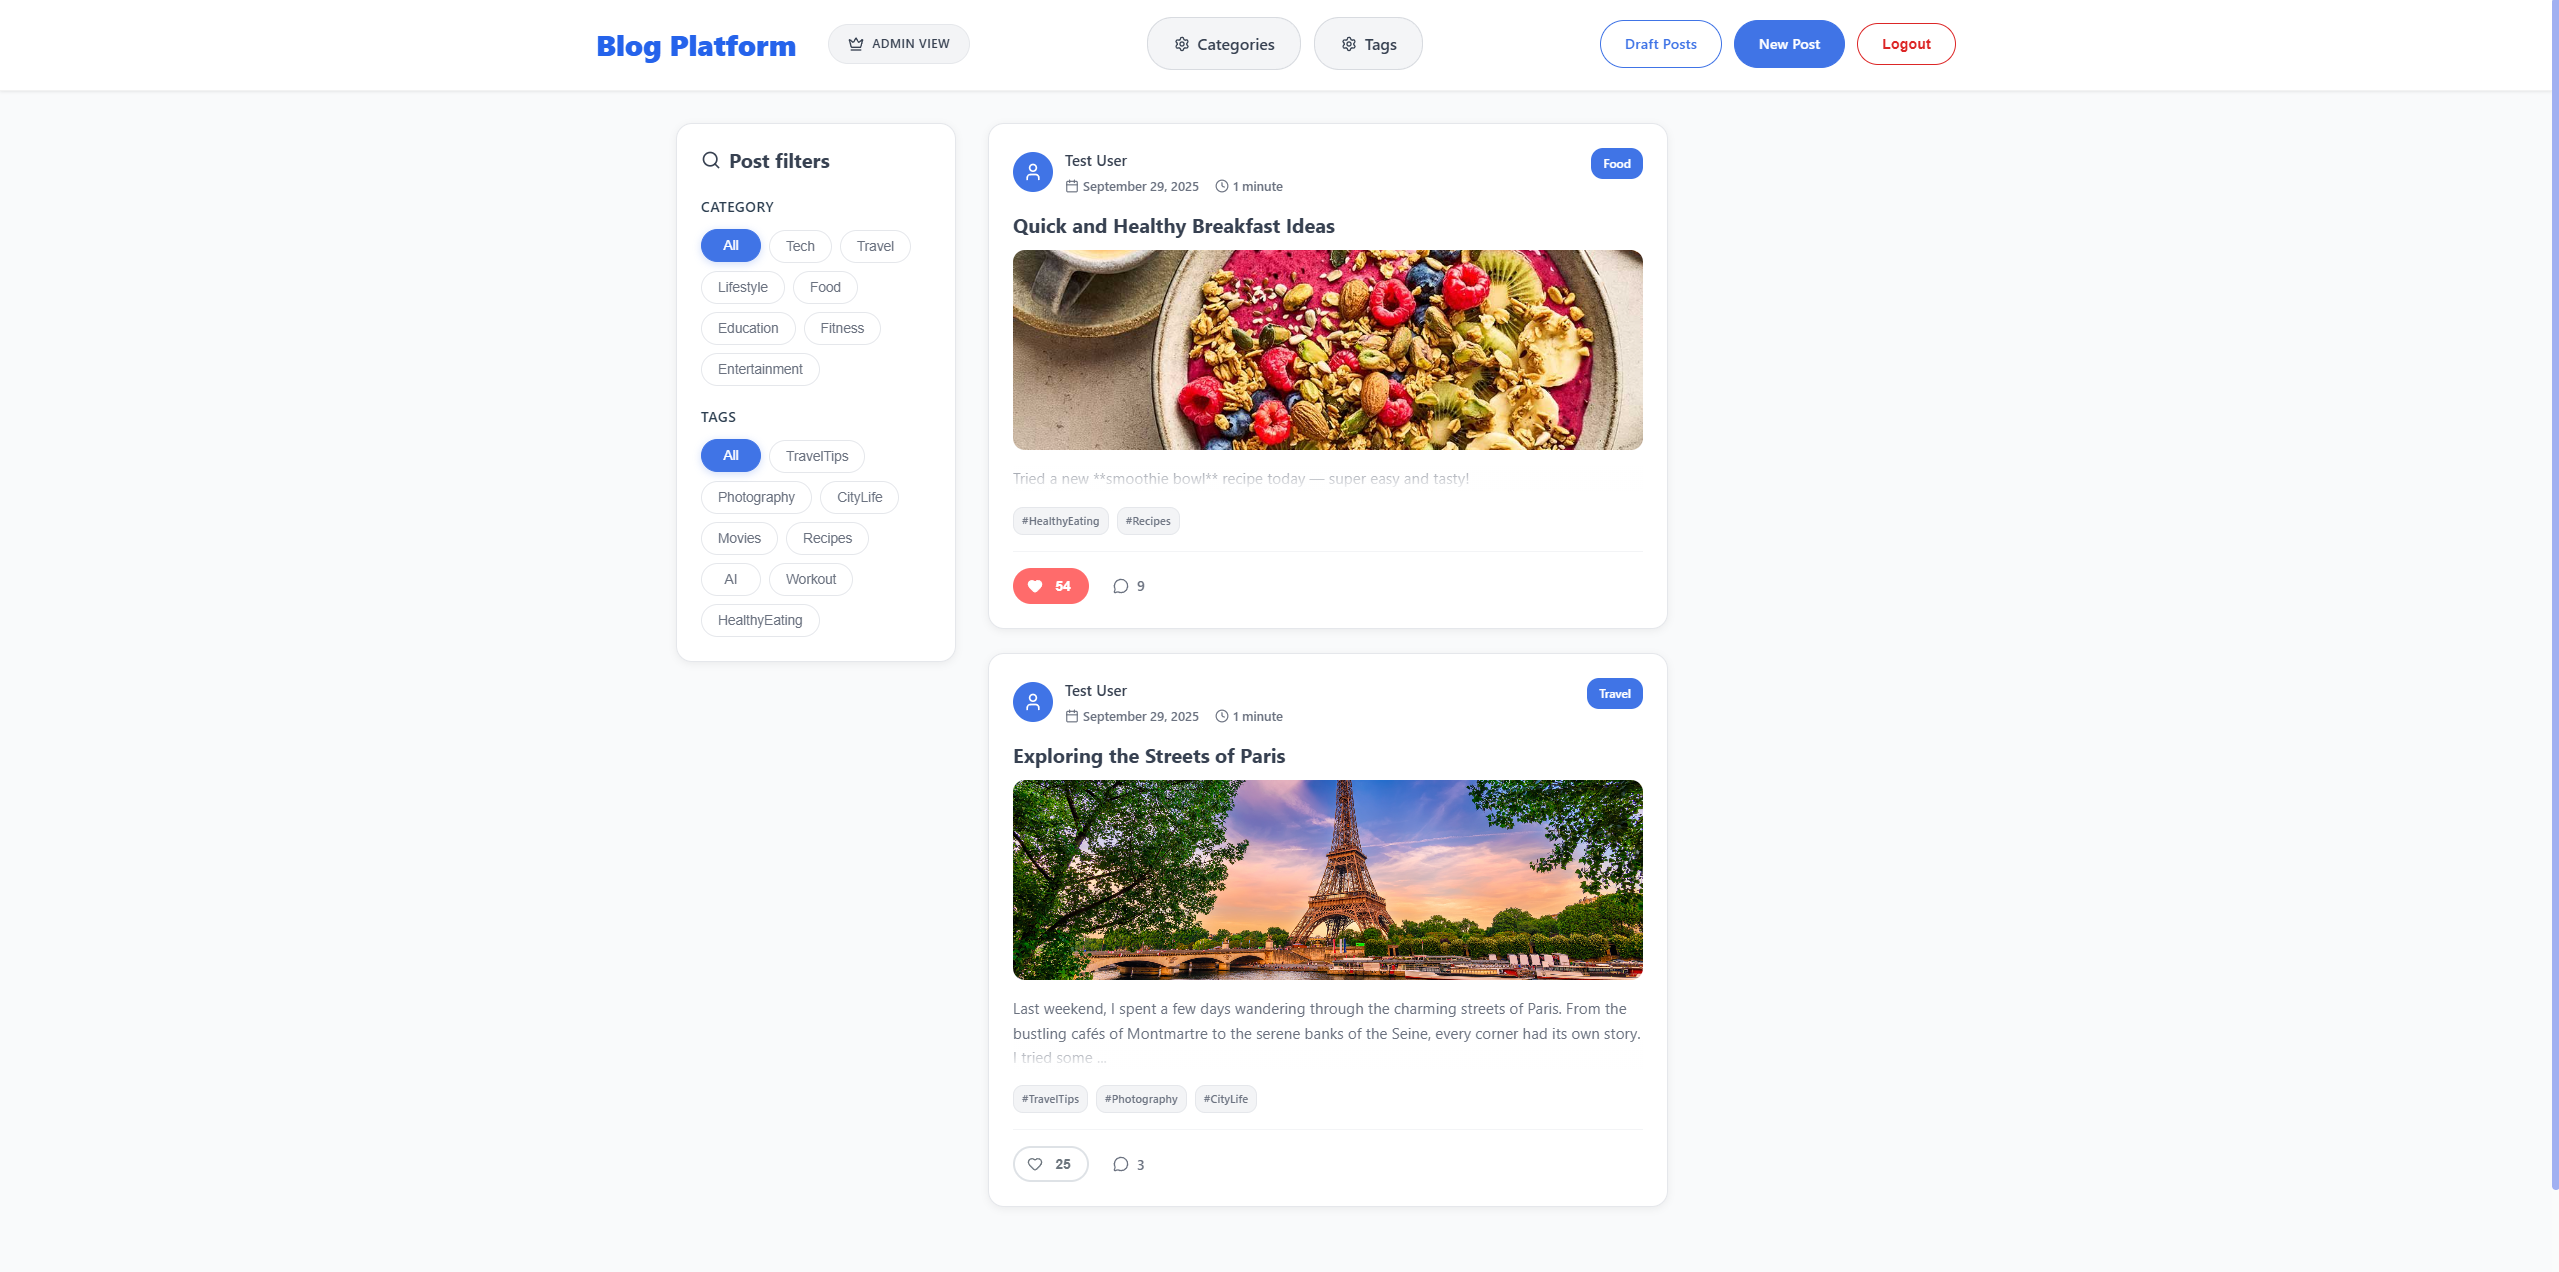 Blog Platform
ADMIN VIEW
Categories
Tags
Draft Posts
New Post
Logout
Post filters
CATEGORY
All
Tech
Travel
Lifestyle
Food
Education
Fitness
Entertainment
TAGS
All
TravelTips
Photography
CityLife
Movies
Recipes
AI
Workout
HealthyEating
Test User
September 29, 2025
1 minute
Food
Quick and Healthy Breakfast Ideas
Tried a new **smoothie bowl** recipe today — super easy and tasty!
#HealthyEating
#Recipes
54
9
Test User
September 29, 2025
1 minute
Travel
Exploring the Streets of Paris
Last weekend, I spent a few days wandering through the charming streets of Paris. From the
bustling cafés of Montmartre to the serene banks of the Seine, every corner had its own story.
I tried some ...
#TravelTips
#Photography
#CityLife
25
3